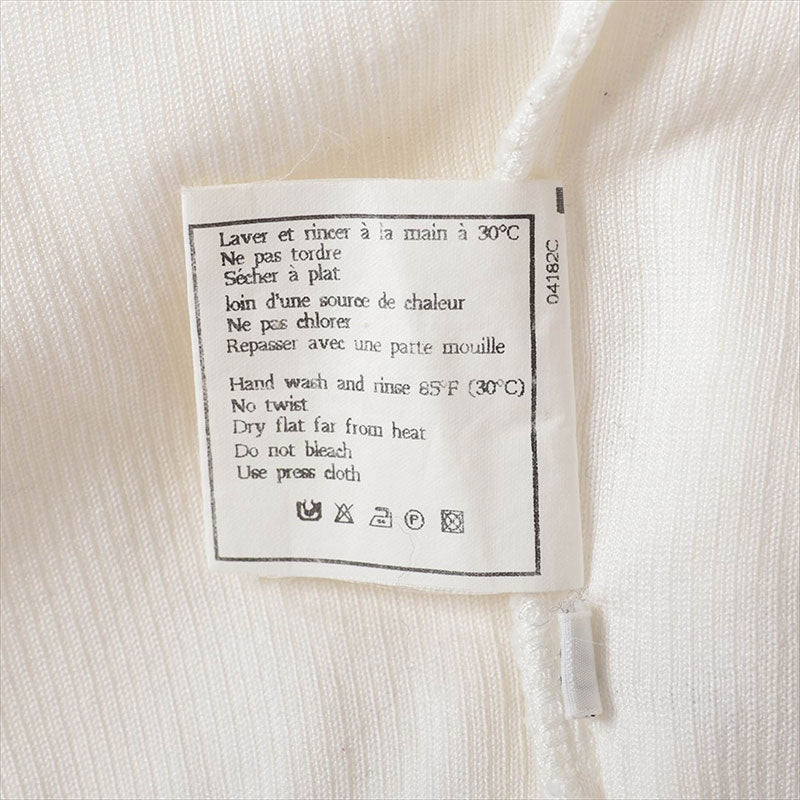 Laver et rincer à la main à 30°C
Ne pas tordre
Sécher à plat
loin d'une source de chaleur
Ne pas chlorer
Repasser avec une parte mouille
Hand wash and rinse 85°F (30°C)
No twist
Dry flat far from heat
Do not bleach
Use press cloth
P
04182C